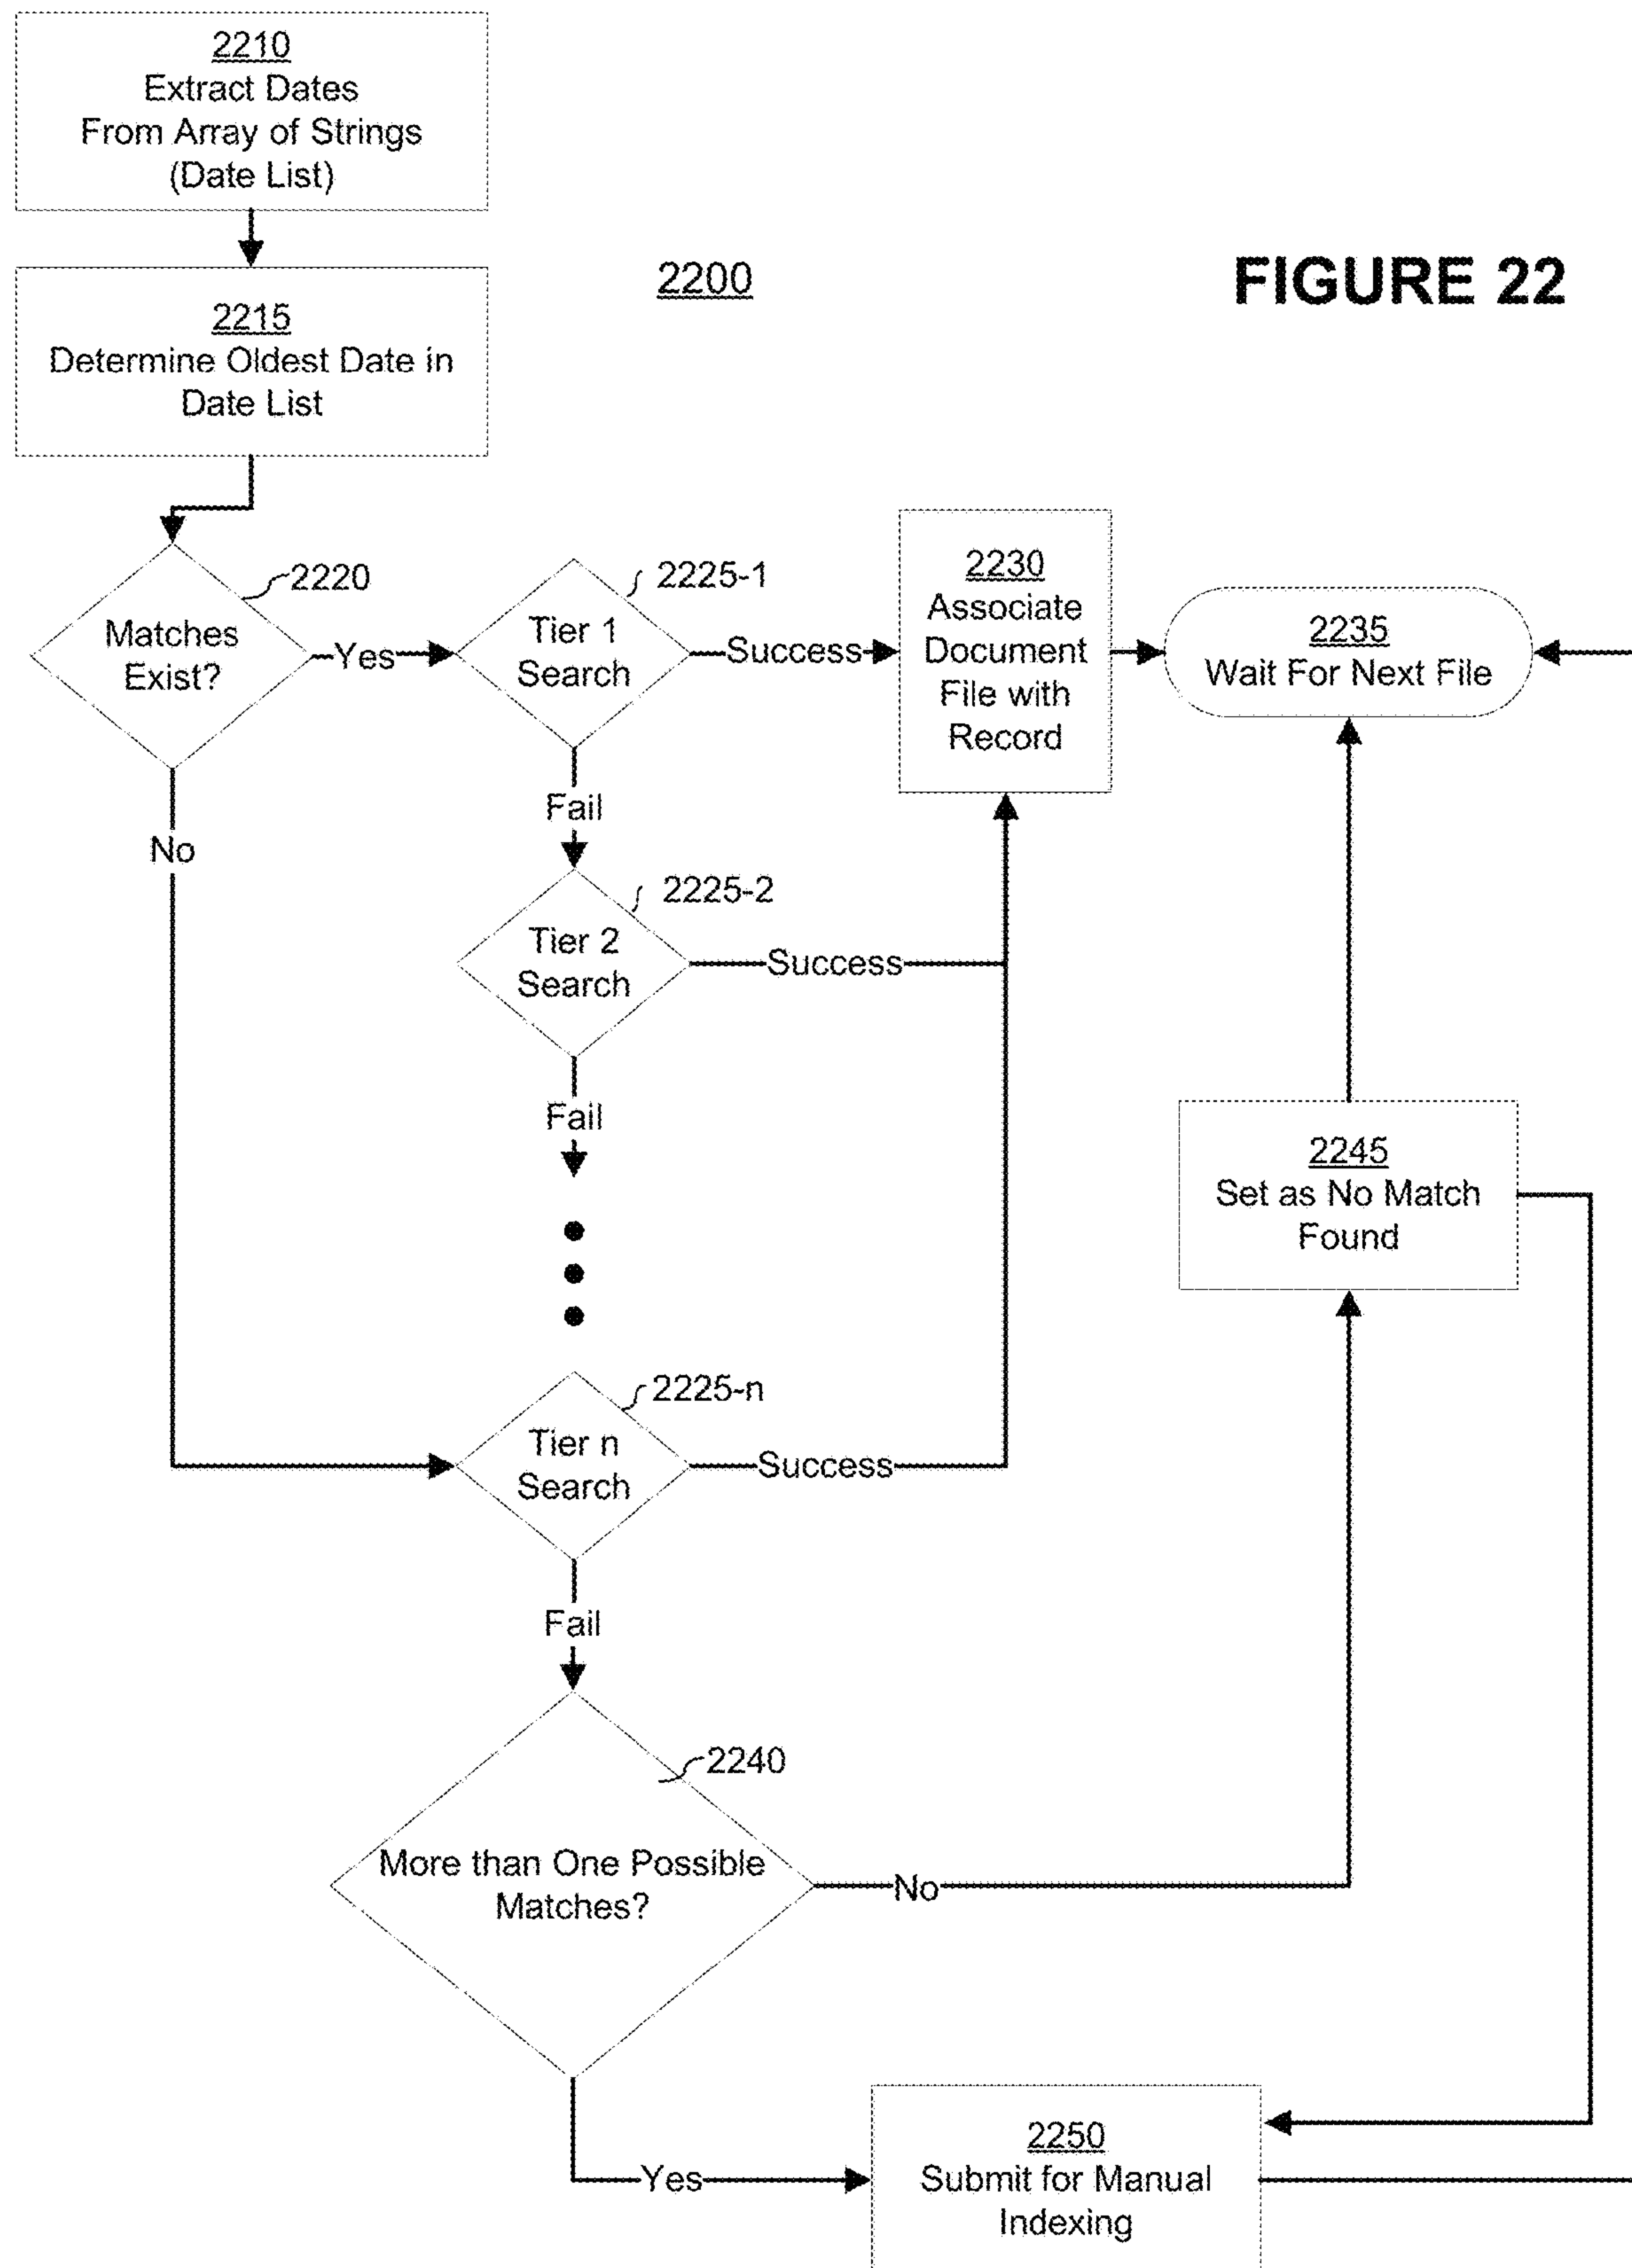 2210
Extract Dates
From Array of Strings
(Date List)
2200
FIGURE 22
2215
Determine Oldest Date in
Date List
2220
Matches
Exist?
Yes
2225-1
Tier 1
Search
Success
2230
Associate
Document
File with
Record
2235
Wait For Next File
Fail
No
2225-2
Tier 2
Search
Success
Fail
2245
Set as No Match
Found
2225-n
Tier n
Search
Success
Fail
2240
More than One Possible
Matches?
No
Yes
2250
Submit for Manual
Indexing